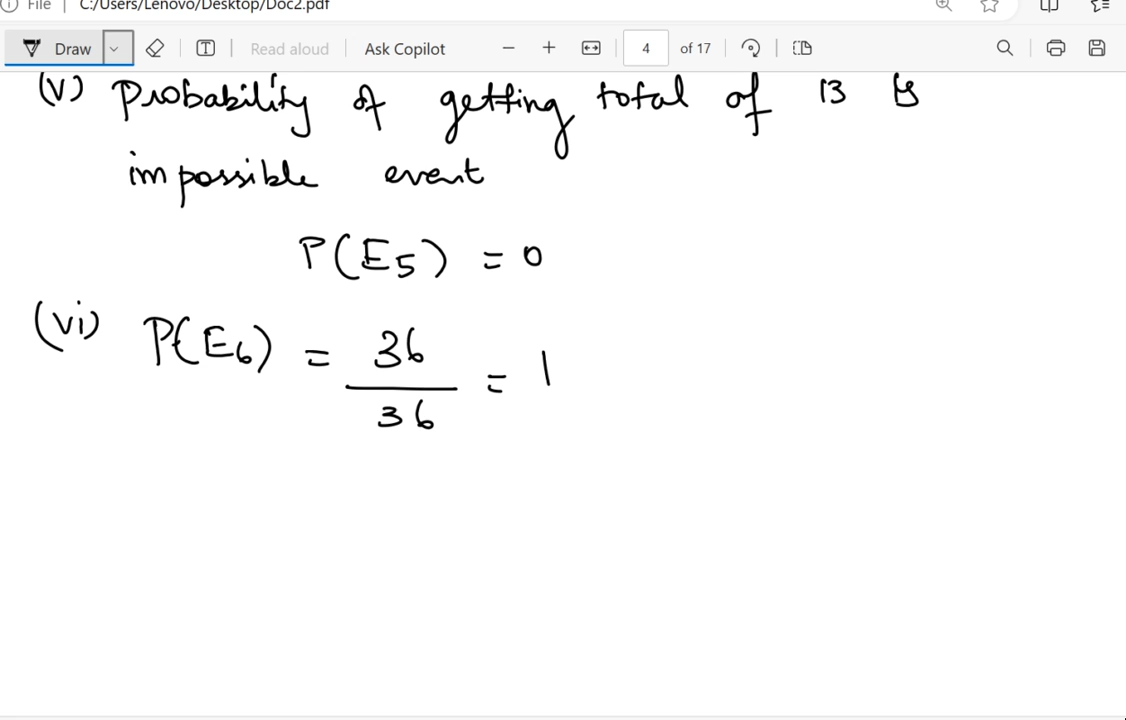 File | C:/Users/Lenovo/Desktop/Doc2.pdf
Draw Read aloud Ask Copilot 4 of 17
(v) Probability of getting total of 13 is
impossible event
P(E5) = 0
(vi) P(E6) = 36/36 = 1